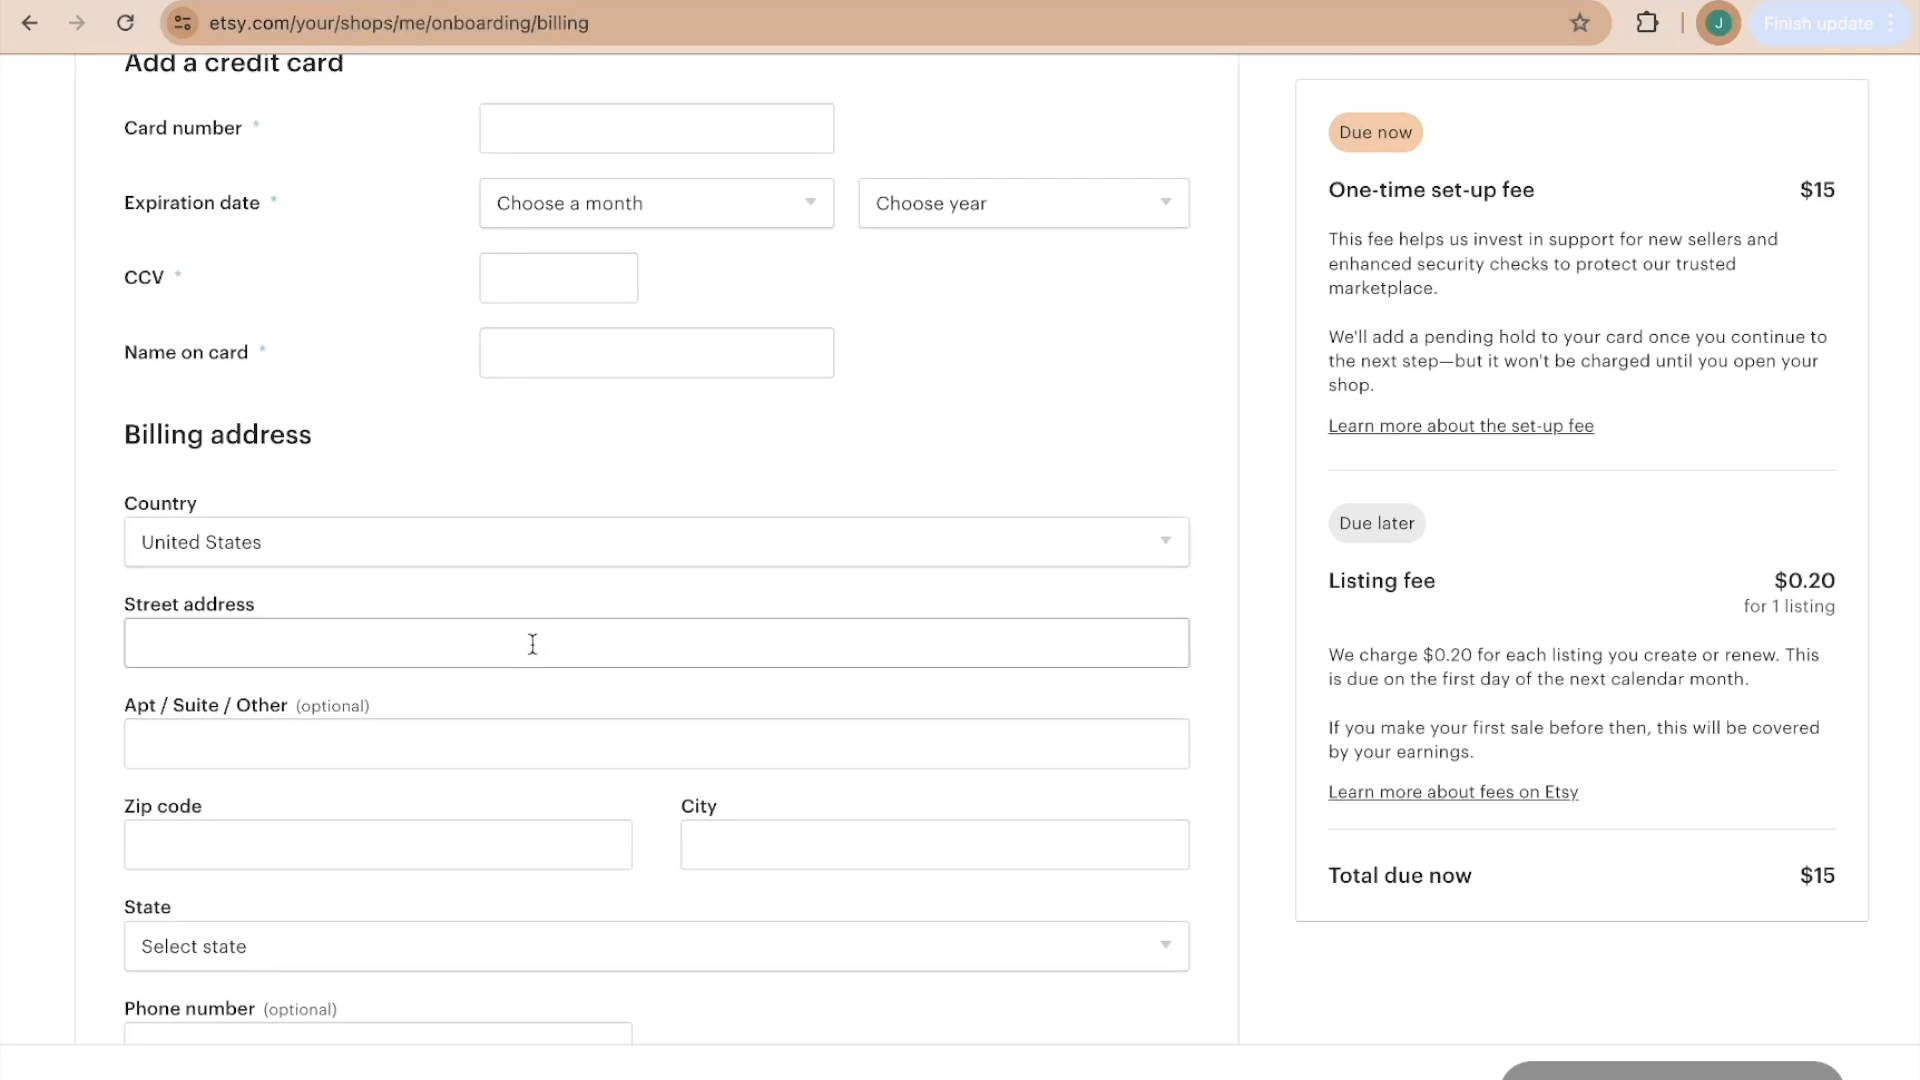 etsy.com/your/shops/me/onboarding/billing
J
Finish update
Add a credit card
Card number *
Expiration date *
Choose a month
Choose year
CCV *
Name on card *
Billing address
Country
United States
Street address
Apt / Suite / Other (optional)
Zip code
City
State
Select state
Phone number (optional)
Due now
One-time set-up fee
$15
This fee helps us invest in support for new sellers and
enhanced security checks to protect our trusted
marketplace.
We'll add a pending hold to your card once you continue to
the next step—but it won't be charged until you open your
shop.
Learn more about the set-up fee
Due later
Listing fee
$0.20
for 1 listing
We charge $0.20 for each listing you create or renew. This
is due on the first day of the next calendar month.
If you make your first sale before then, this will be covered
by your earnings.
Learn more about fees on Etsy
Total due now
$15